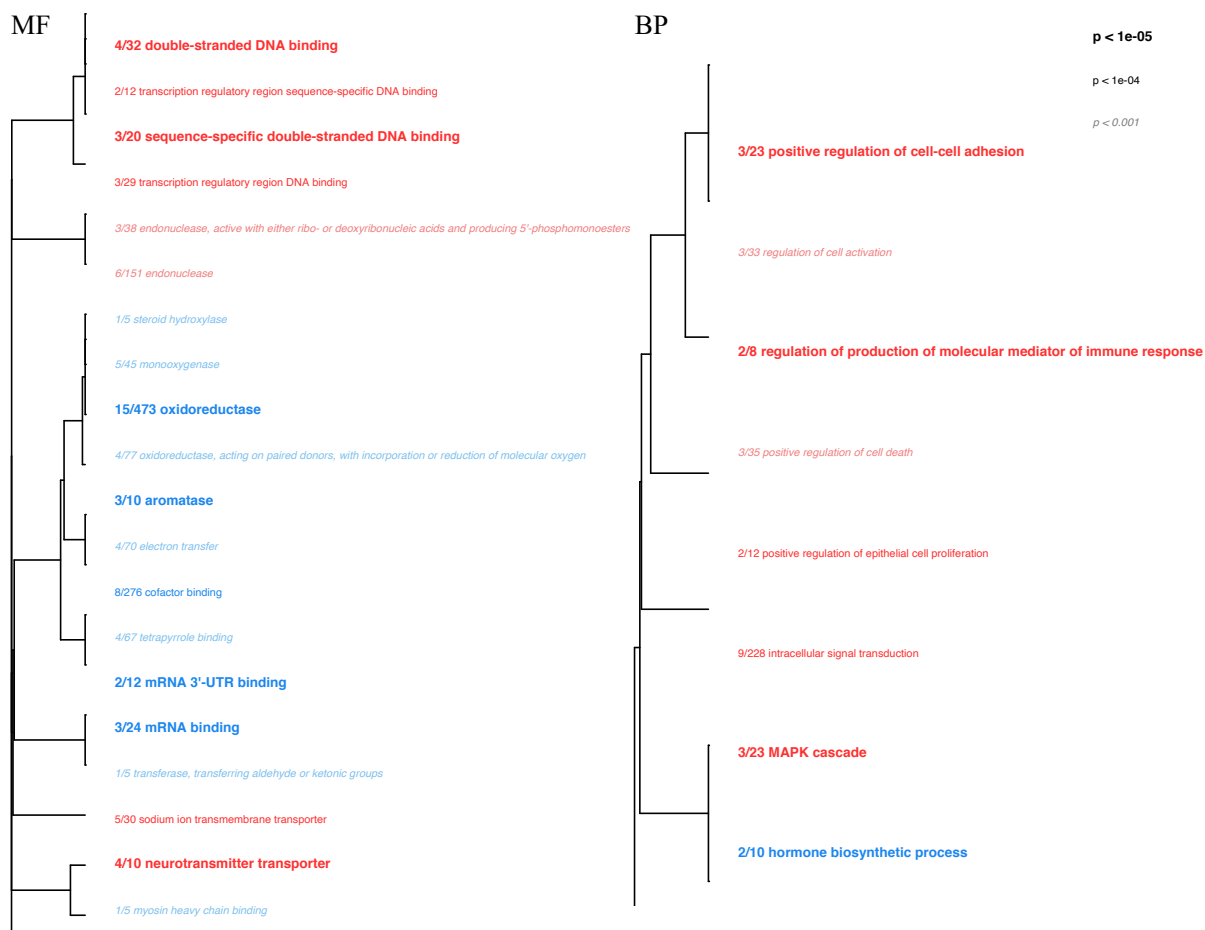 MF
4/32 double-stranded DNA binding
2/12 transcription regulatory region sequence-specific DNA binding
3/20 sequence-specific double-stranded DNA binding
3/29 transcription regulatory region DNA binding
3/38 endonuclease, active with either ribo- or deoxyribonucleic acids and producing 5'-phosphomonoesters
6/151 endonuclease
1/5 steroid hydroxylase
5/45 monooxygenase
15/473 oxidoreductase
4/77 oxidoreductase, acting on paired donors, with incorporation or reduction of molecular oxygen
3/10 aromatase
4/70 electron transfer
8/276 cofactor binding
4/67 tetrapyrrole binding
2/12 mRNA 3'-UTR binding
3/24 mRNA binding
1/5 transferase, transferring aldehyde or ketonic groups
5/30 sodium ion transmembrane transporter
4/10 neurotransmitter transporter
1/5 myosin heavy chain binding
BP
p < 1e-05
p < 1e-04
p < 0.001
3/23 positive regulation of cell-cell adhesion
3/33 regulation of cell activation
2/8 regulation of production of molecular mediator of immune response
3/35 positive regulation of cell death
2/12 positive regulation of epithelial cell proliferation
9/228 intracellular signal transduction
3/23 MAPK cascade
2/10 hormone biosynthetic process